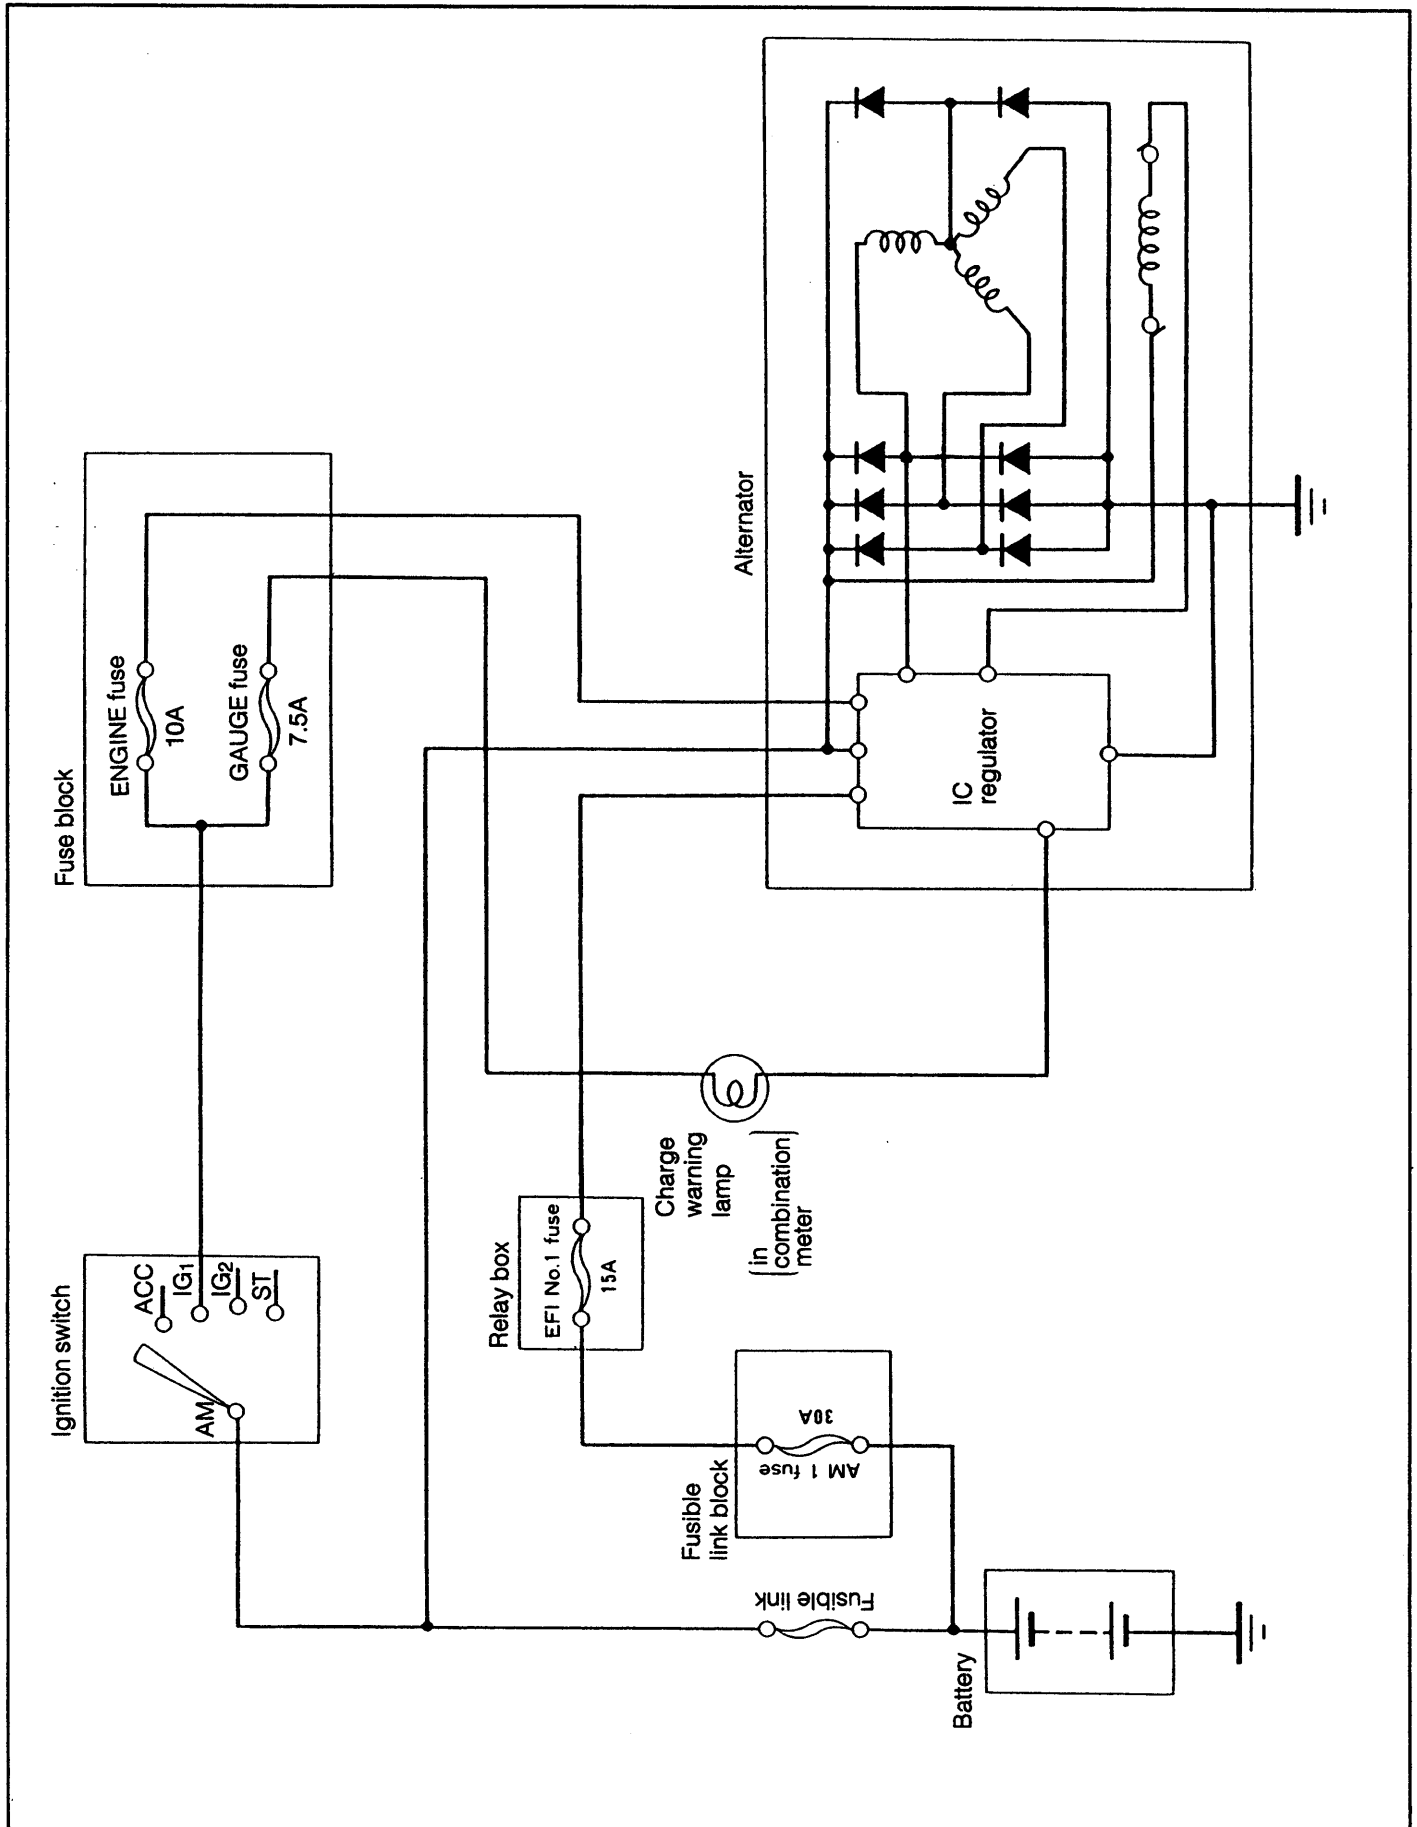 Ignition switch
AM
ACC
IG1
IG2
ST
Fuse block
ENGINE fuse
10A
GAUGE fuse
7.5A
Relay box
EFI No.1 fuse
15A
Fusible
link block
AM 1 fuse
30A
Fusible link
Battery
Charge
warning
lamp
(in
combination)
meter
Alternator
IC
regulator